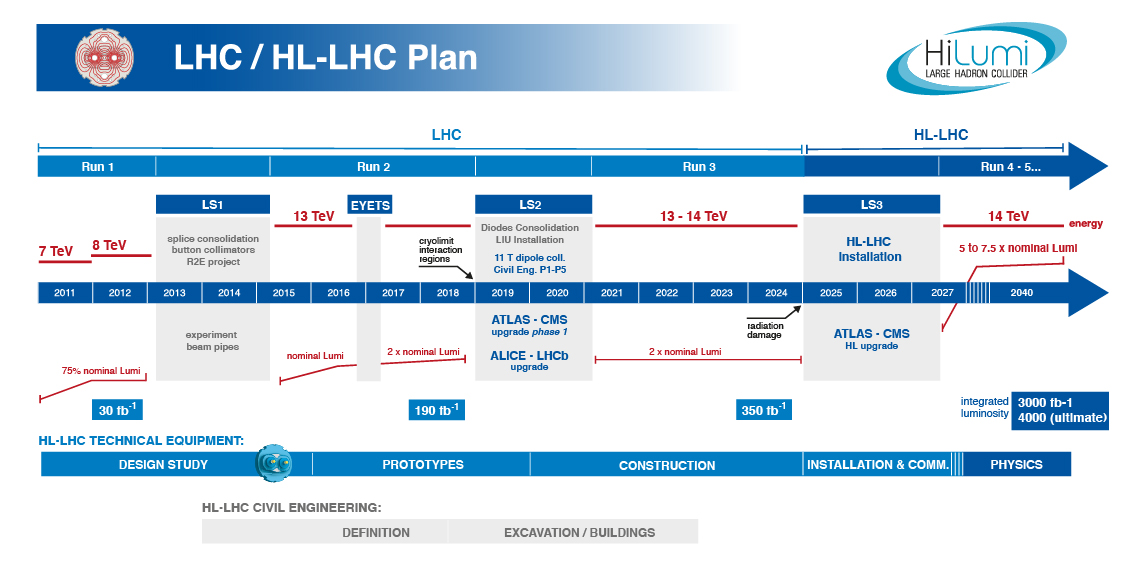 LHC / HL-LHC Plan
HiLumi
LARGE HADRON COLLIDER
LHC
HL-LHC
Run 1
Run 2
Run 3
Run 4 - 5...
LS1
EYETS
LS2
LS3
13 TeV
13 - 14 TeV
14 TeV
energy
7 TeV
8 TeV
splice consolidation
button collimators
R2E project
cryolimit
interaction
regions
Diodes Consolidation
LIU Installation
11 T dipole coll.
Civil Eng. P1-P5
HL-LHC
Installation
5 to 7.5 x nominal Lumi
2011 2012 2013 2014 2015 2016 2017 2018 2019 2020 2021 2022 2023 2024 2025 2026 2027 2040
experiment
beam pipes
ATLAS - CMS
upgrade phase 1
ALICE - LHCb
upgrade
radiation
damage
ATLAS - CMS
HL upgrade
75% nominal Lumi
nominal Lumi
2 x nominal Lumi
2 x nominal Lumi
30 fb-1
190 fb-1
350 fb-1
integrated
luminosity
3000 fb-1
4000 (ultimate)
HL-LHC TECHNICAL EQUIPMENT:
DESIGN STUDY
PROTOTYPES
CONSTRUCTION
INSTALLATION & COMM.
PHYSICS
HL-LHC CIVIL ENGINEERING:
DEFINITION
EXCAVATION / BUILDINGS